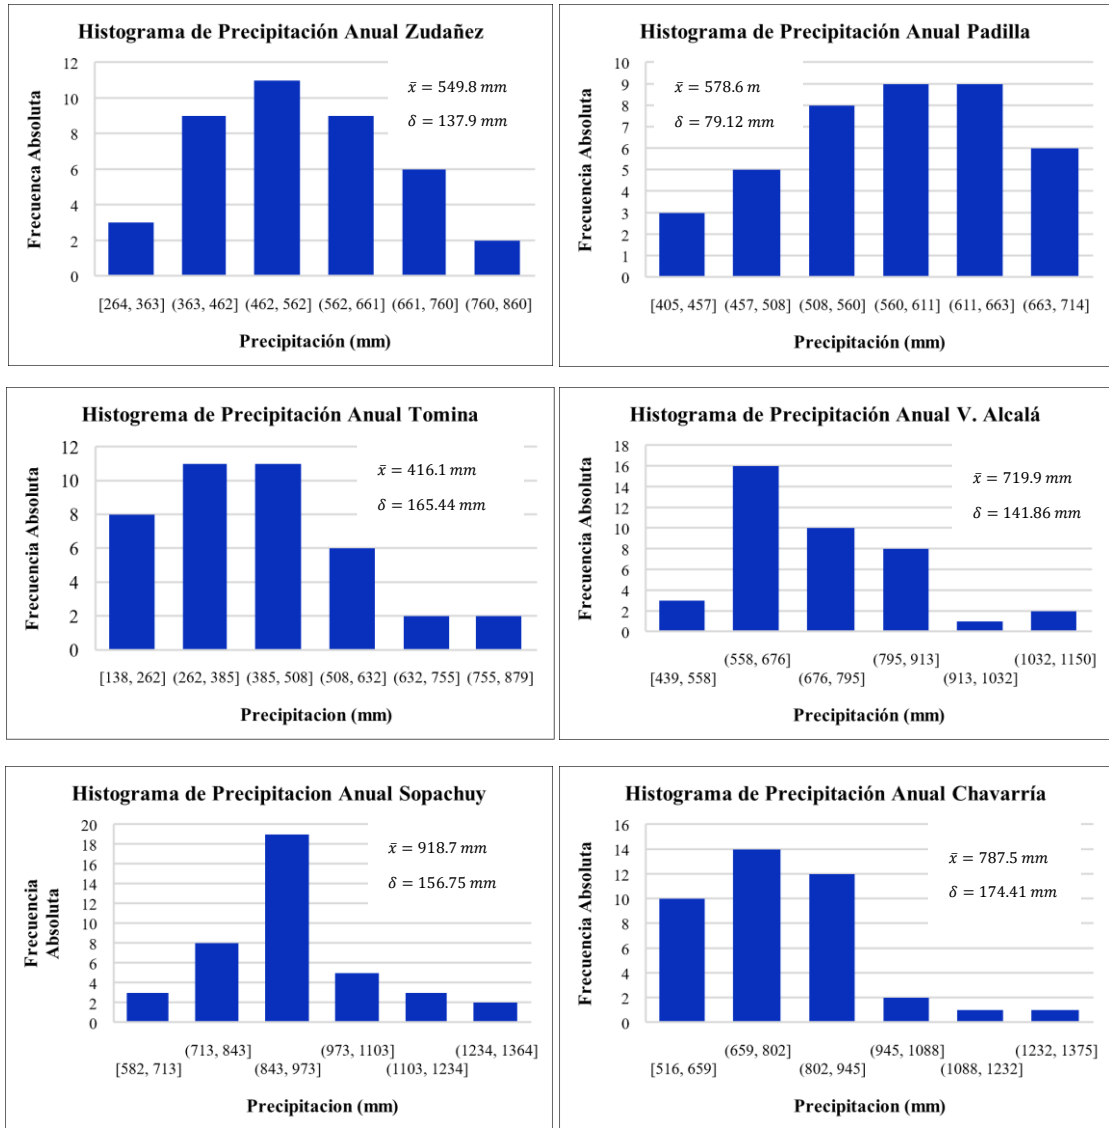 Histograma de Precipitación Anual Zudañez
Frecuenca Absoluta
12
10
8
6
4
2
0
x̄ = 549.8 mm
δ = 137.9 mm
[264, 363] (363, 462] (462, 562] (562, 661] (661, 760] (760, 860]
Precipitación (mm)
Histograma de Precipitación Anual Padilla
Frecuencia Absoluta
10
9
8
7
6
5
4
3
2
1
0
x̄ = 578.6 m
δ = 79.12 mm
[405, 457] (457, 508] (508, 560] (560, 611] (611, 663] (663, 714]
Precipitación (mm)
Histogrema de Precipitación Anual Tomina
Frecuencia Absoluta
12
10
8
6
4
2
0
x̄ = 416.1 mm
δ = 165.44 mm
[138, 262] (262, 385] (385, 508] (508, 632] (632, 755] (755, 879]
Precipitacion (mm)
Histograma de Precipitación Anual V. Alcalá
Frecuencia Absoluta
18
16
14
12
10
8
6
4
2
0
x̄ = 719.9 mm
δ = 141.86 mm
(558, 676] (795, 913] (1032, 1150]
[439, 558] (676, 795] (913, 1032]
Precipitación (mm)
Histograma de Precipitacion Anual Sopachuy
Frecuencia
Absoluta
20
18
16
14
12
10
8
6
4
2
0
x̄ = 918.7 mm
δ = 156.75 mm
(713, 843] (973, 1103] (1234, 1364]
[582, 713] (843, 973] (1103, 1234]
Precipitacion (mm)
Histograma de Precipitación Anual Chavarría
Frecuencia Absoluta
16
14
12
10
8
6
4
2
0
x̄ = 787.5 mm
δ = 174.41 mm
(659, 802] (945, 1088] (1232, 1375]
[516, 659] (802, 945] (1088, 1232]
Precipitacion (mm)